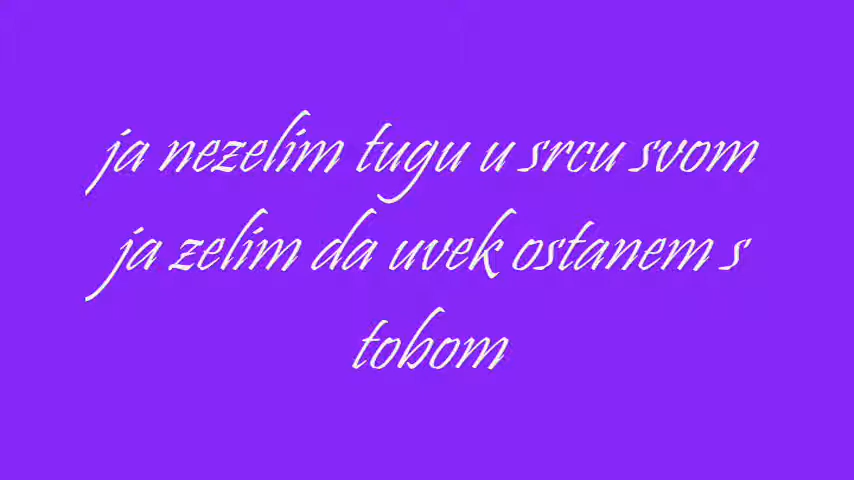 ja nezelim tugu u srcu svom
ja zelim da uvek ostanem s
tobom